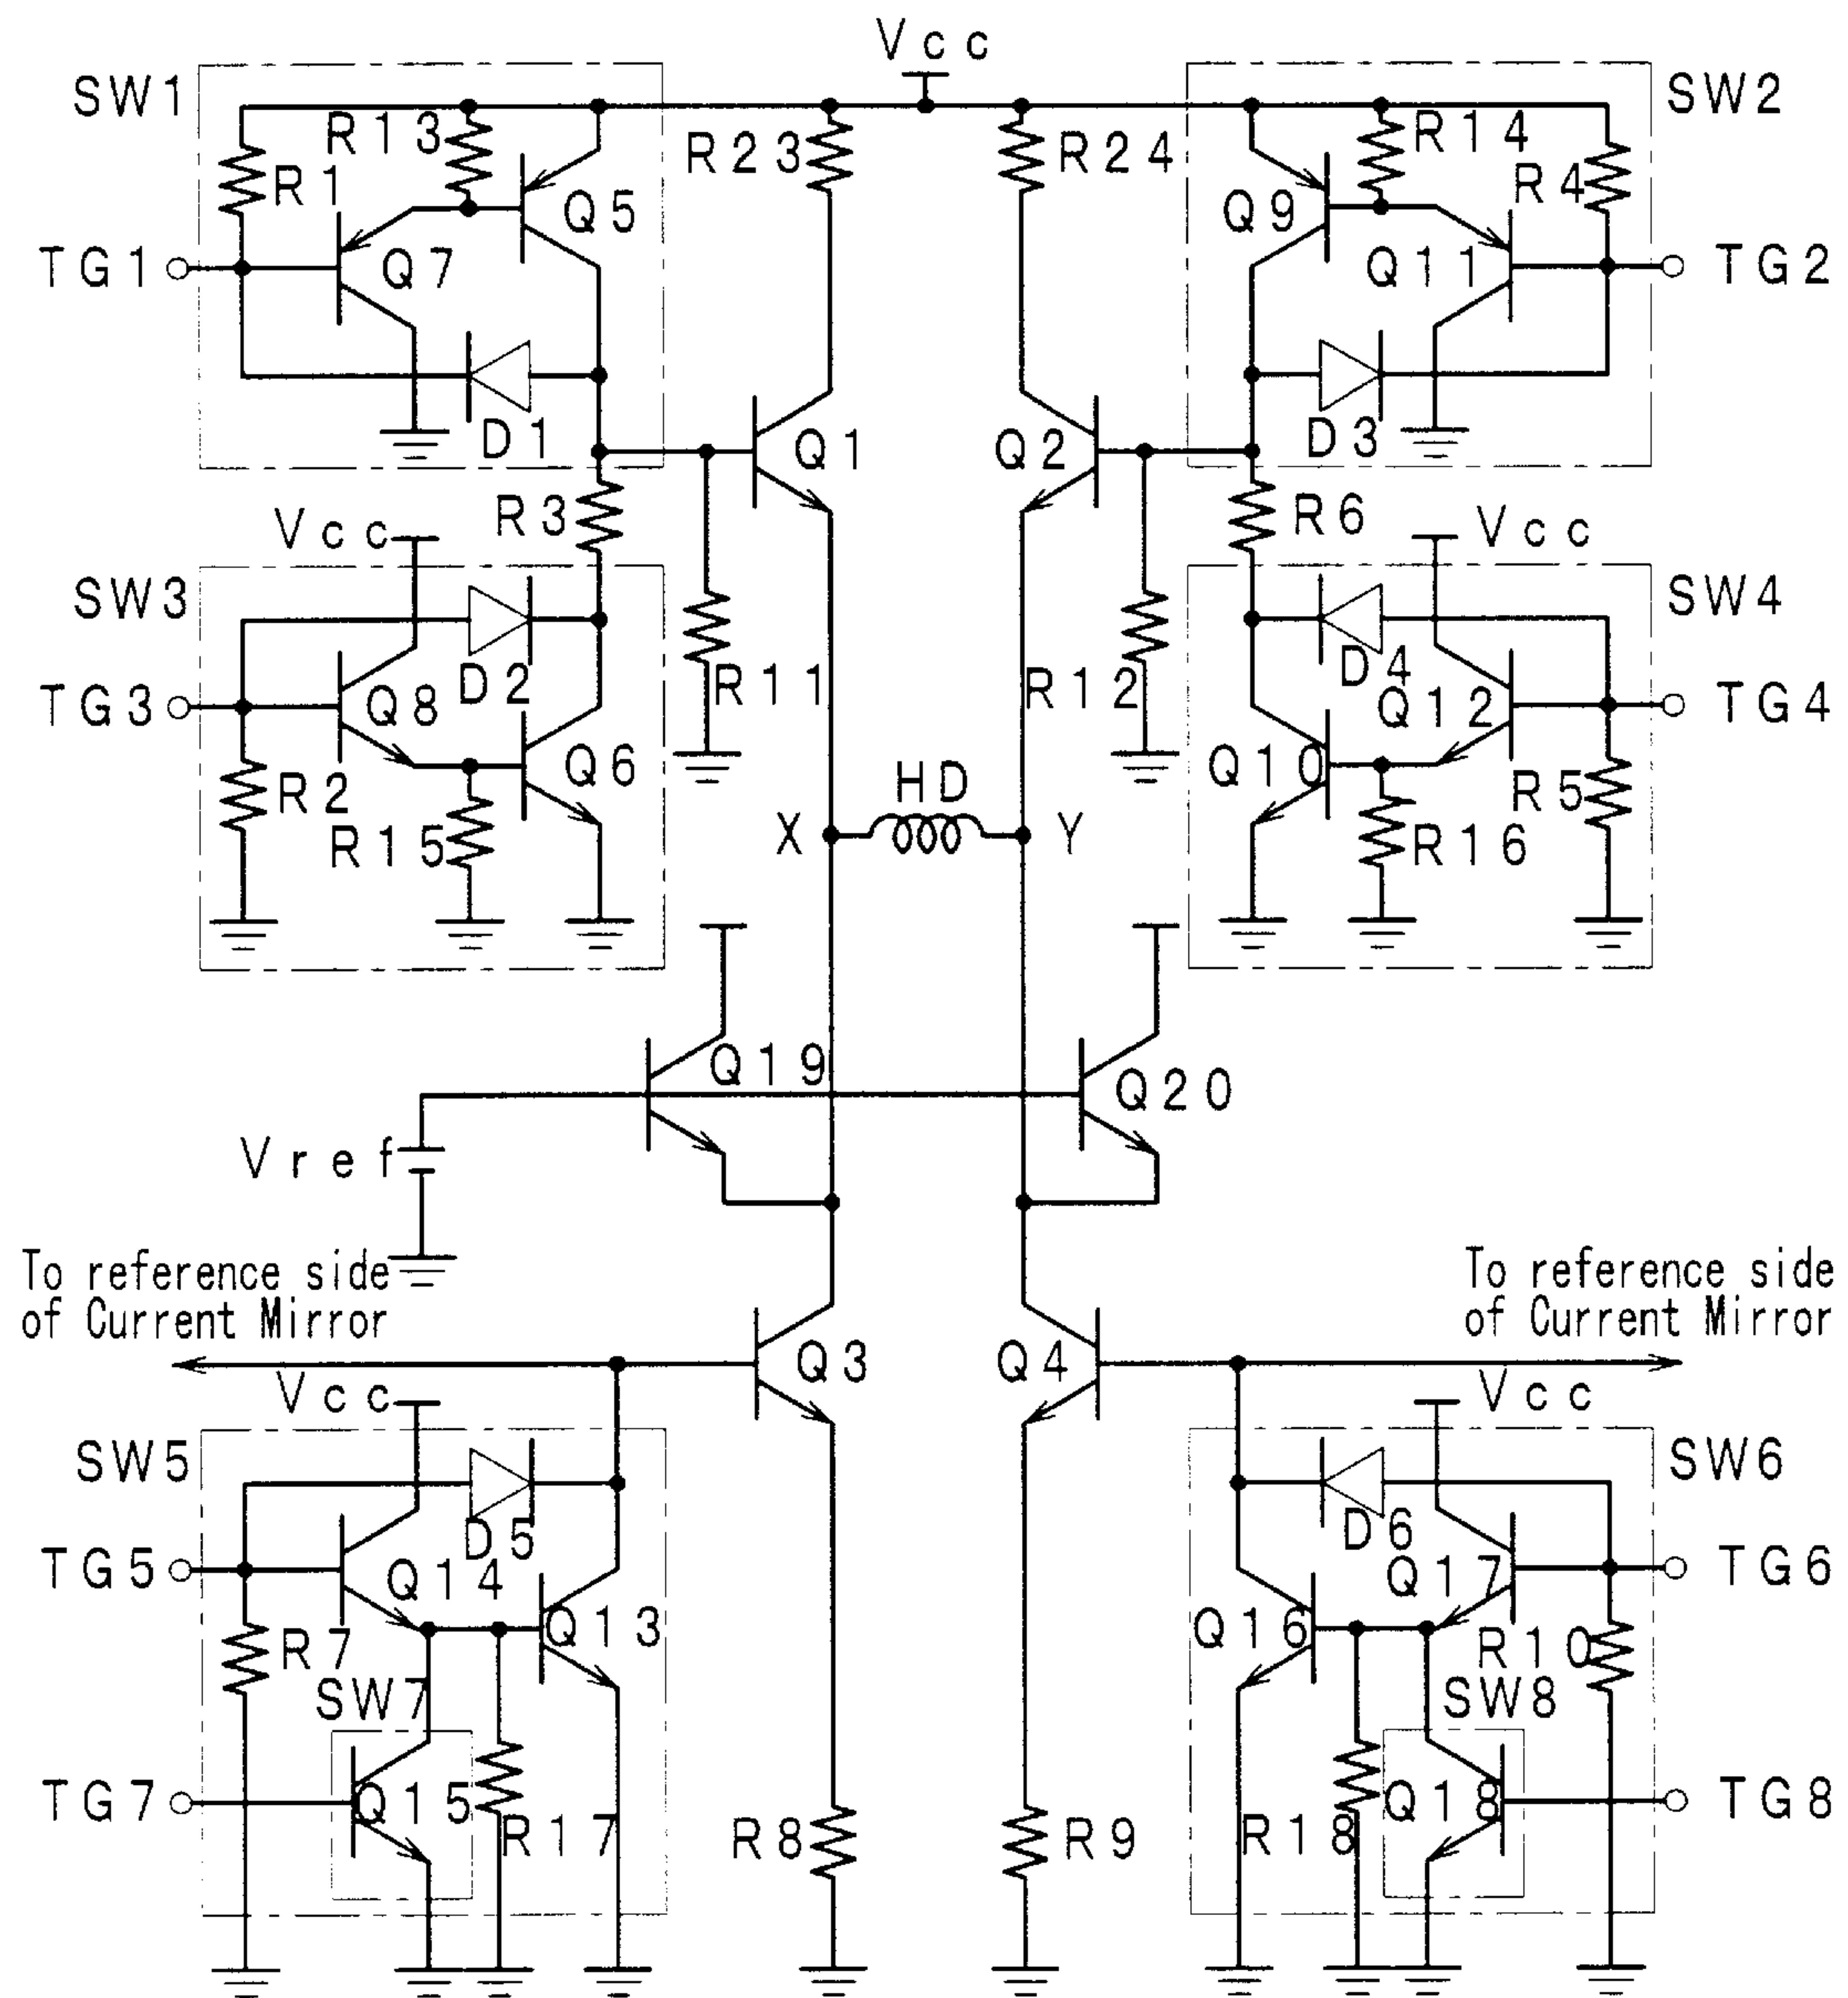 Vcc
SW1
SW2
R13
R14
R1
R23
R24
R4
Q5
Q9
TG1
Q7
Q11
TG2
D1
D3
Q1
Q2
R3
R6
Vcc
Vcc
SW3
SW4
D2
D4
R11
R12
TG3
Q8
Q12
TG4
Q6
Q10
R2
R5
HD
R15
R16
X
Y
Q19
Q20
Vref
To reference side
of Current Mirror
To reference side
of Current Mirror
Q3
Q4
Vcc
Vcc
SW5
SW6
D5
D6
TG5
Q14
Q17
TG6
Q13
Q16
R7
R10
SW7
SW8
TG7
Q15
Q18
TG8
R17
R18
R8
R9